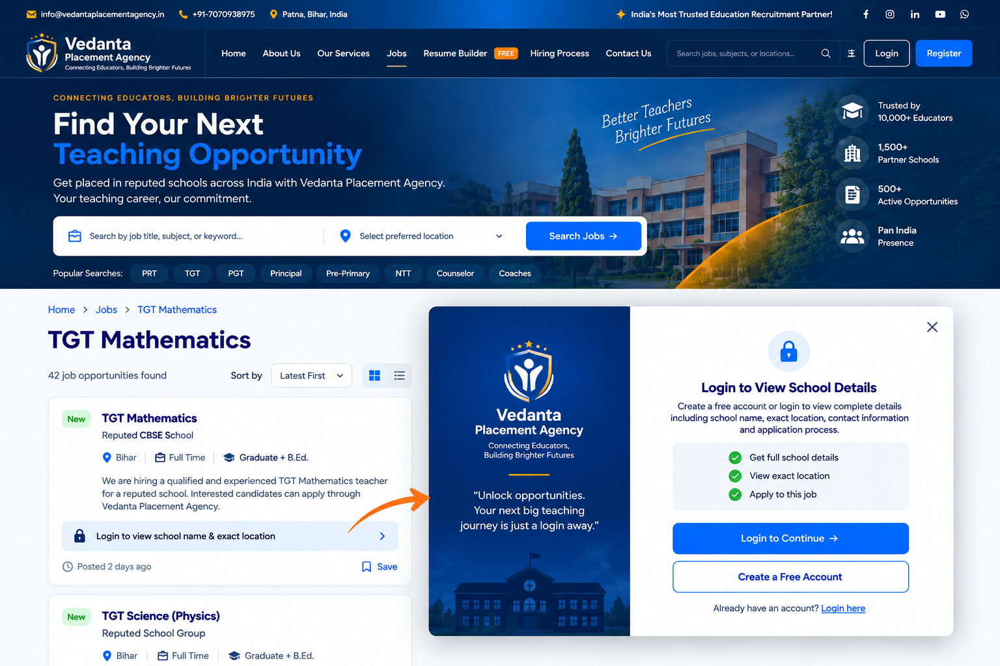 info@vedantaplacementagency,in
+91-7070938975
Patna, Bihar, India
India's Most Trusted Education Recruitment Partner!
Vedanta
Placement Agency
Connecting Educators, Building Brighter Futures
Home
About Us
Our Services
Jobs
Resume Builder
FREE
Hiring Process
Contact Us
Search jobs, subjects, or locations...
Login
Register
CONNECTING EDUCATORS, BUILDING BRIGHTER FUTURES
Find Your Next
Teaching Opportunity
Get placed in reputed schools across India with Vedanta Placement Agency.
Your teaching career, our commitment.
Better Teachers
Brighter Futures
Trusted by
10,000+ Educators
1,500+
Partner Schools
500+
Active Opportunities
Pan India
Presence
Search by job title, subject, or keyword...
Select preferred location
Search Jobs →
Popular Searches:
PRT
TGT
PGT
Principal
Pre-Primary
NTT
Counselor
Coaches
Home > Jobs > TGT Mathematics
TGT Mathematics
42 job opportunities found
Sort by
Latest First
New
TGT Mathematics
Reputed CBSE School
Bihar
Full Time
Graduate + B.Ed.
We are hiring a qualified and experienced TGT Mathematics teacher
for a reputed school. Interested candidates can apply through
Vedanta Placement Agency.
Login to view school name & exact location
Posted 2 days ago
Save
New
TGT Science (Physics)
Reputed School Group
Bihar
Full Time
Graduate + B.Ed.
Vedanta
Placement Agency
Connecting Educators,
Building Brighter Futures
“Unlock opportunities.
Your next big teaching
journey is just a login away.”
Login to View School Details
Create a free account or login to view complete details
including school name, exact location, contact information
and application process.
Get full school details
View exact location
Apply to this job
Login to Continue →
Create a Free Account
Already have an account? Login here